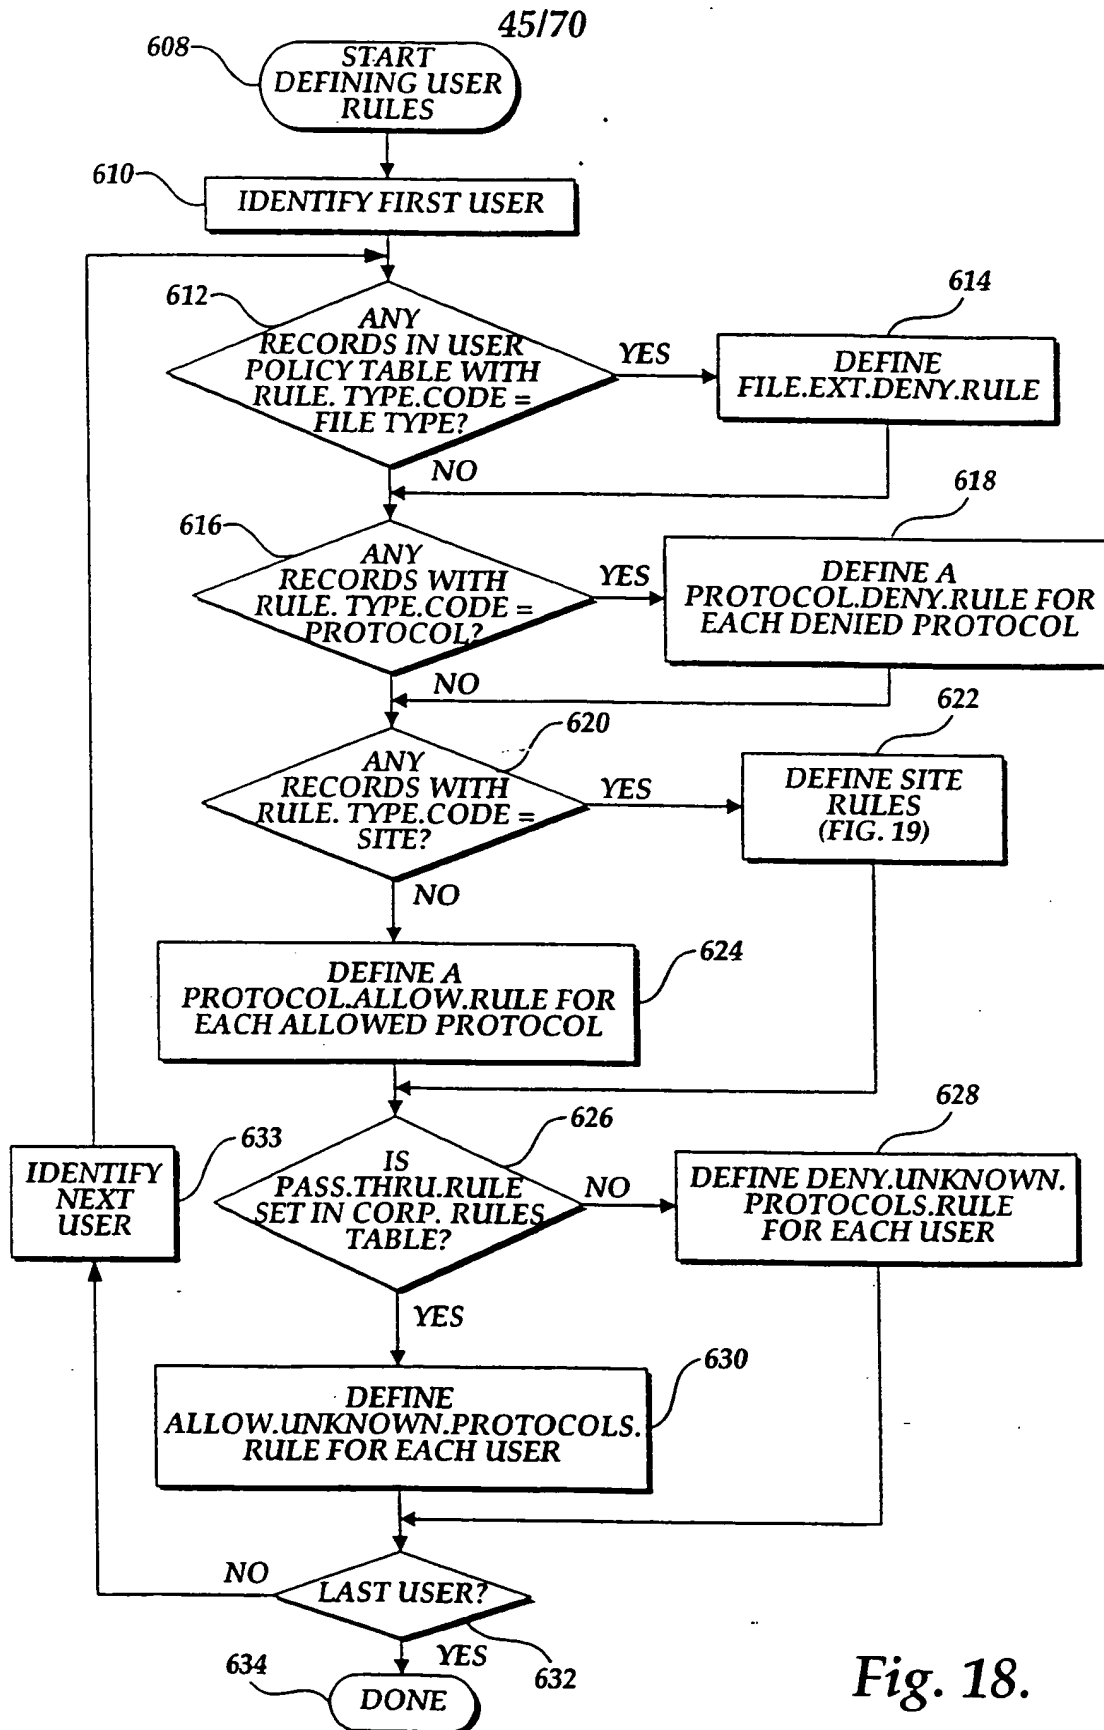 45/70
608
START
DEFINING USER
RULES
610
IDENTIFY FIRST USER
612
ANY
RECORDS IN USER
POLICY TABLE WITH
RULE. TYPE.CODE =
FILE TYPE?
YES
614
DEFINE
FILE.EXT.DENY.RULE
NO
616
ANY
RECORDS WITH
RULE. TYPE.CODE =
PROTOCOL?
YES
618
DEFINE A
PROTOCOL.DENY.RULE FOR
EACH DENIED PROTOCOL
NO
620
ANY
RECORDS WITH
RULE. TYPE.CODE =
SITE?
YES
622
DEFINE SITE
RULES
(FIG. 19)
NO
624
DEFINE A
PROTOCOL.ALLOW.RULE FOR
EACH ALLOWED PROTOCOL
626
IS
PASS.THRU.RULE
SET IN CORP. RULES
TABLE?
NO
628
DEFINE DENY.UNKNOWN.
PROTOCOLS.RULE
FOR EACH USER
633
IDENTIFY
NEXT
USER
YES
630
DEFINE
ALLOW.UNKNOWN.PROTOCOLS.
RULE FOR EACH USER
NO
LAST USER?
632
YES
634
DONE
Fig. 18.